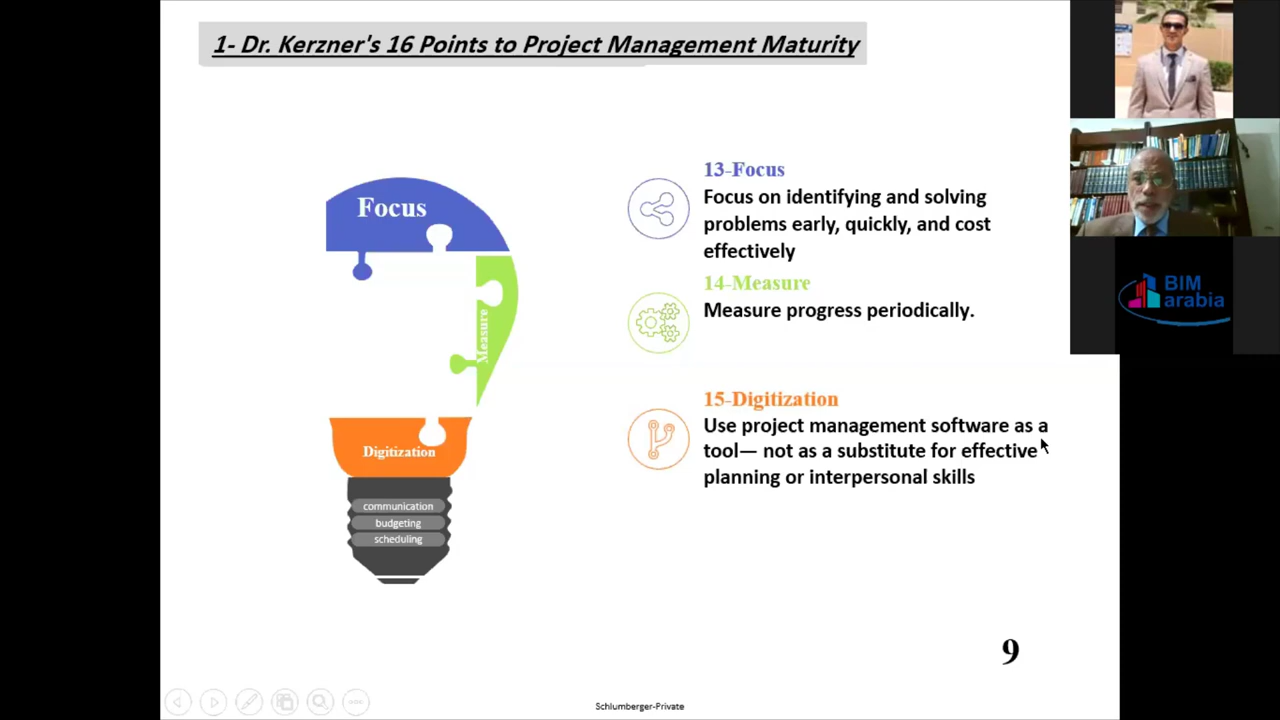 1- Dr. Kerzner's 16 Points to Project Management Maturity
Focus
Measure
Digitization
communication
budgeting
scheduling
13-Focus
Focus on identifying and solving
problems early, quickly, and cost
effectively
14-Measure
Measure progress periodically.
15-Digitization
Use project management software as a
tool— not as a substitute for effective
planning or interpersonal skills
BIM
arabia
9
Schlumberger-Private